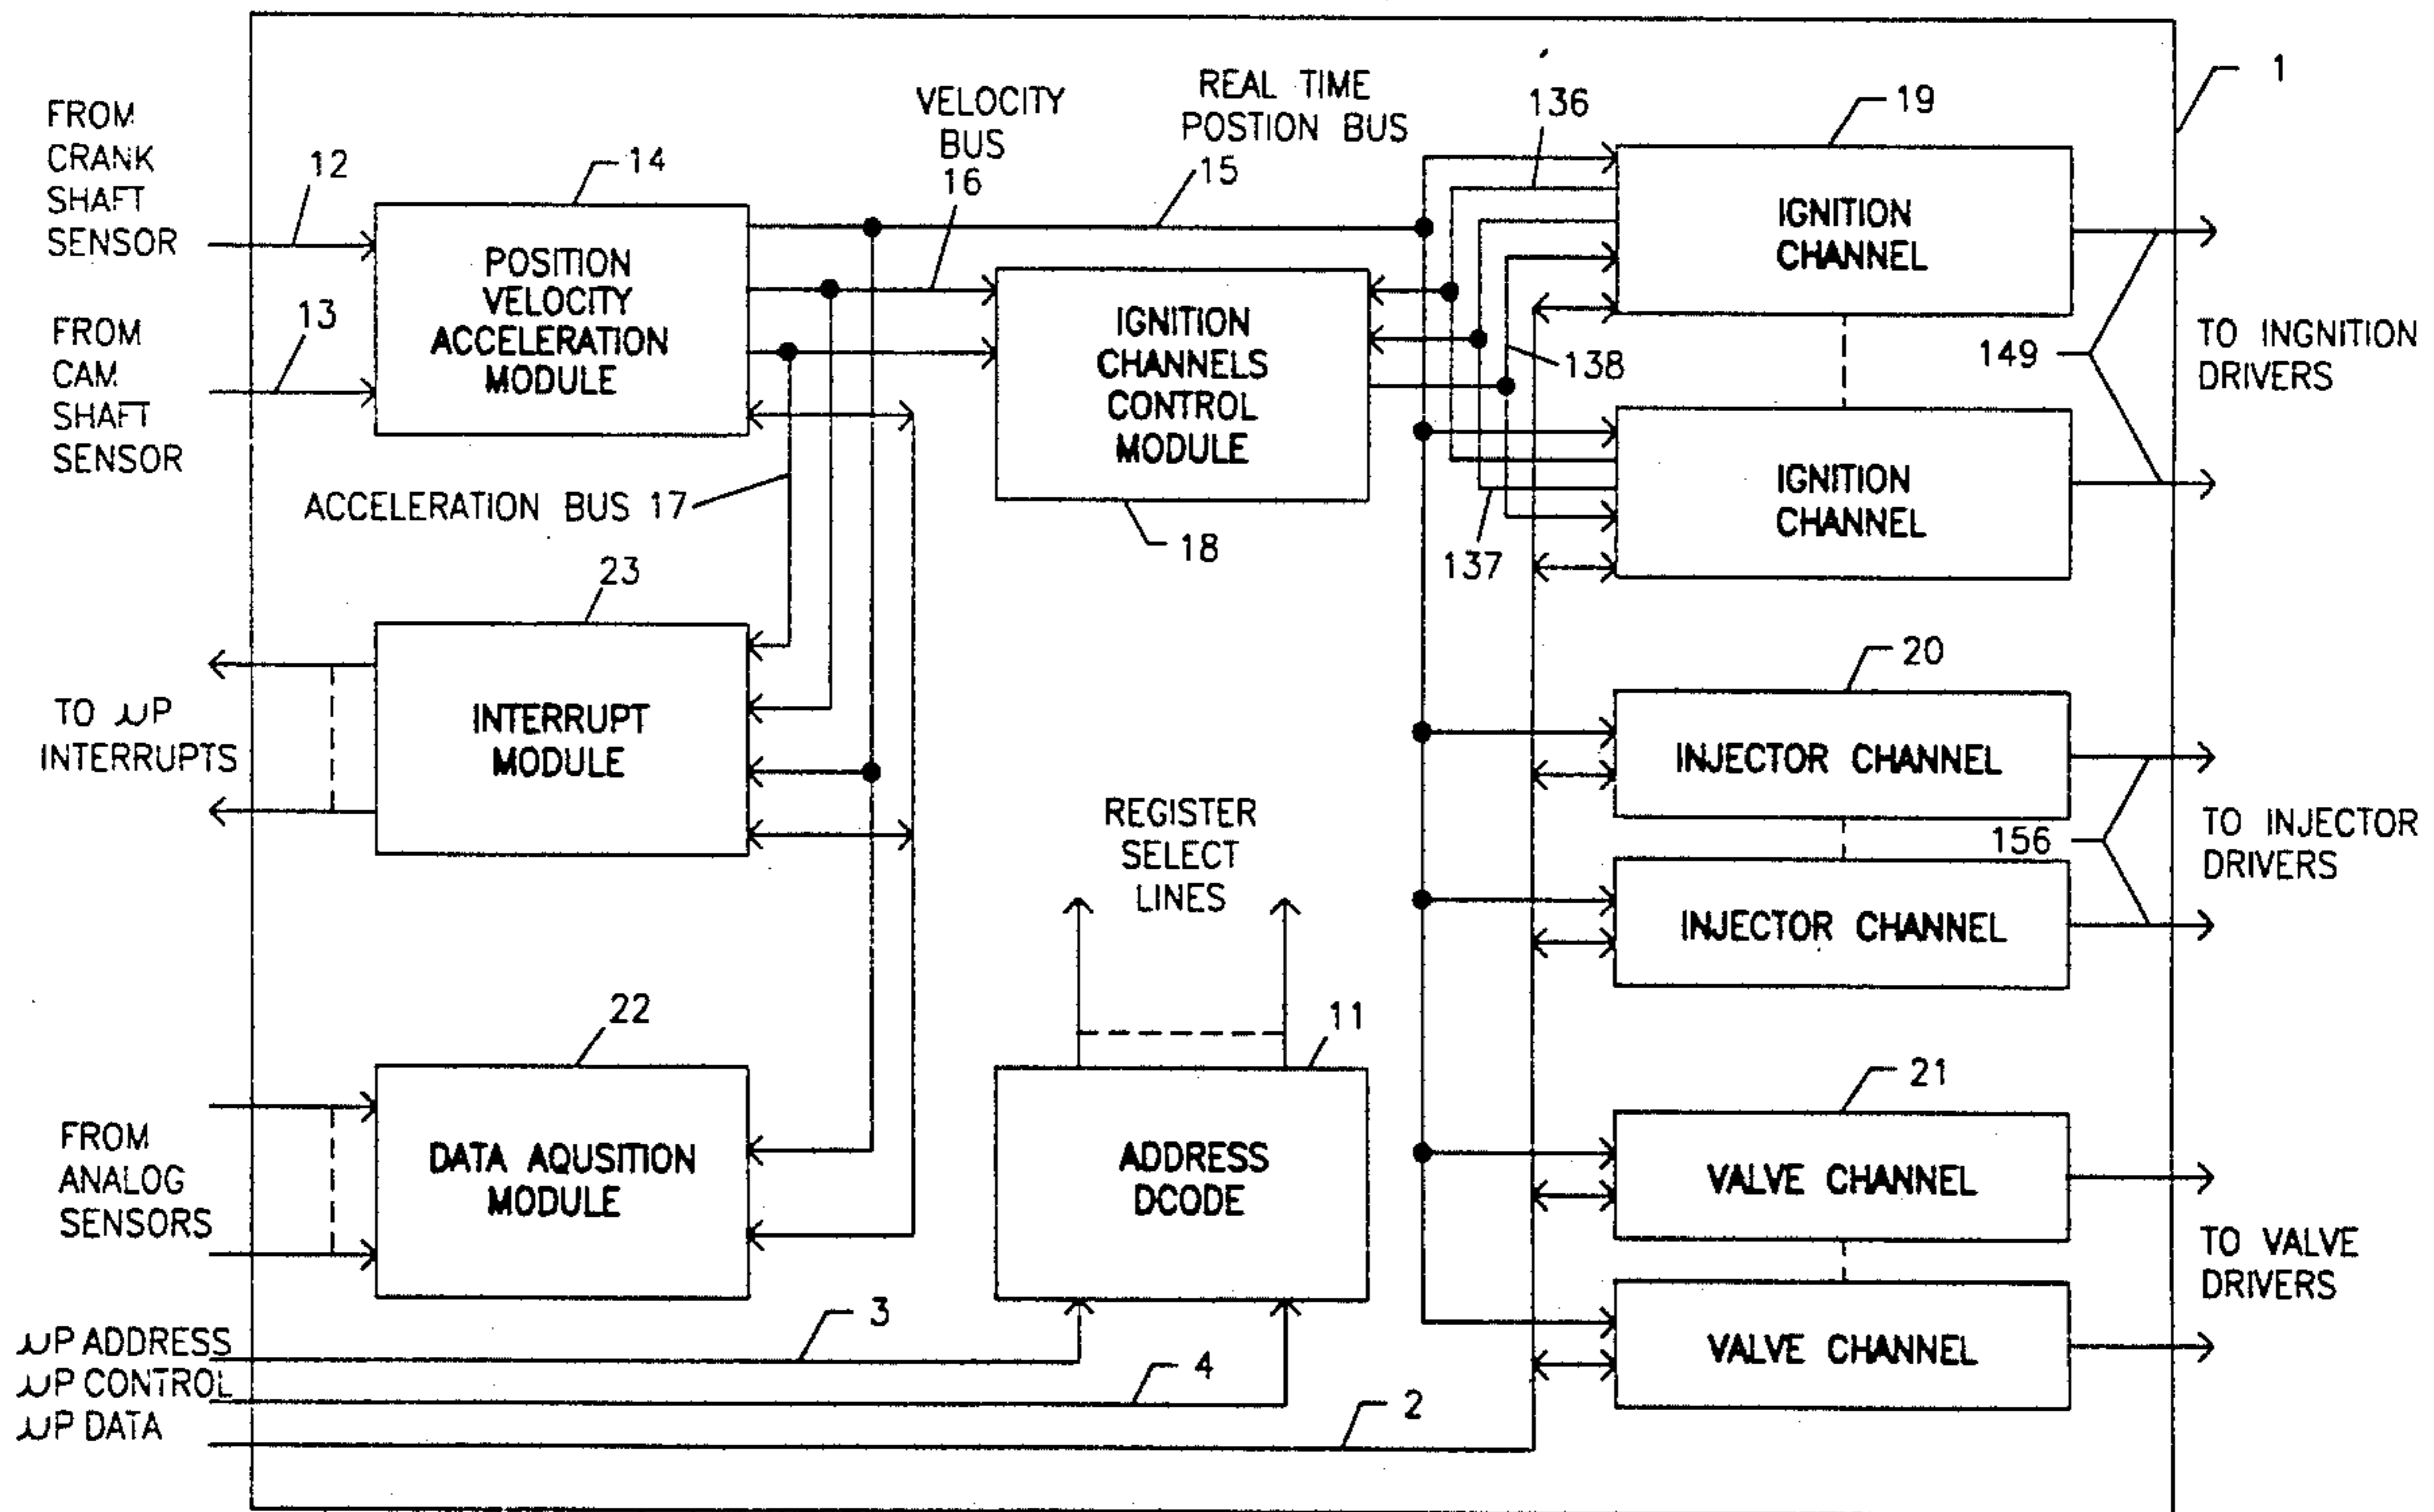 FROM
CRANK
SHAFT
SENSOR
12
FROM
CAM
SHAFT
SENSOR
13
14
POSITION
VELOCITY
ACCELERATION
MODULE
VELOCITY
BUS
16
REAL TIME
POSTION BUS
15
ACCELERATION BUS 17
IGNITION
CHANNELS
CONTROL
MODULE
18
136
138
137
19
IGNITION
CHANNEL
IGNITION
CHANNEL
1
149
TO INGNITION
DRIVERS
23
INTERRUPT
MODULE
TO µP
INTERRUPTS
20
INJECTOR CHANNEL
INJECTOR CHANNEL
156
TO INJECTOR
DRIVERS
REGISTER
SELECT
LINES
11
ADDRESS
DCODE
22
DATA AQUSITION
MODULE
FROM
ANALOG
SENSORS
21
VALVE CHANNEL
VALVE CHANNEL
TO VALVE
DRIVERS
µP ADDRESS
3
µP CONTROL
4
µP DATA
2